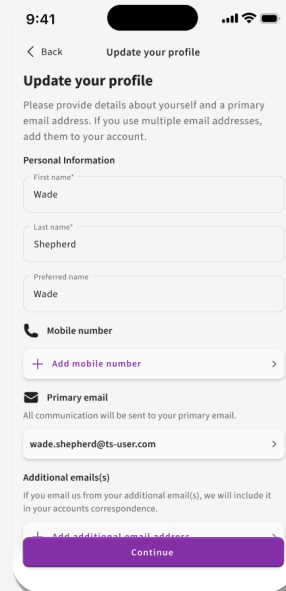 9:41
Back
Update your profile
Update your profile
Please provide details about yourself and a primary
email address. If you use multiple email addresses,
add them to your account.
Personal Information
First name*
Wade
Last name*
Shepherd
Preferred name
Wade
Mobile number
Add mobile number
Primary email
All communication will be sent to your primary email.
wade.shepherd@ts-user.com
Additional emails(s)
If you email us from your additional email(s), we will include it
in your accounts correspondence.
Add additional email address
Continue